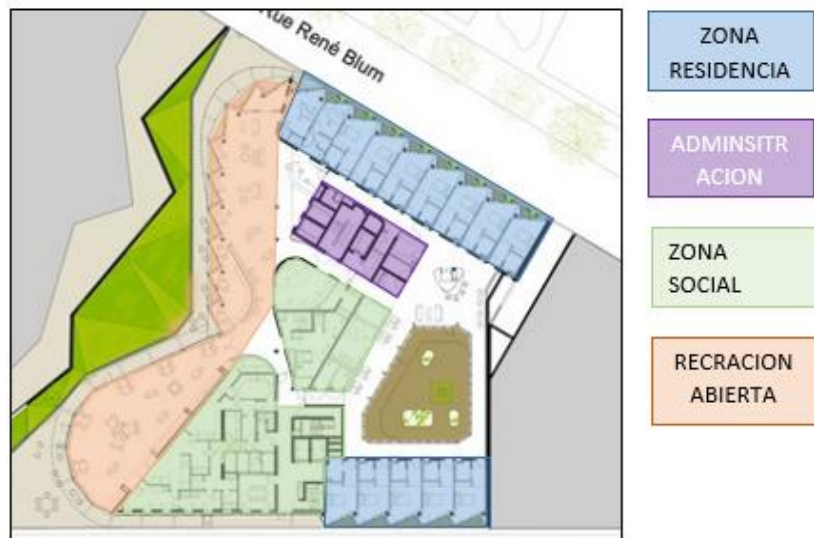 Rue René Blum
ZONA
RESIDENCIA
ADMINSITR
ACION
ZONA
SOCIAL
RECRACION
ABIERTA